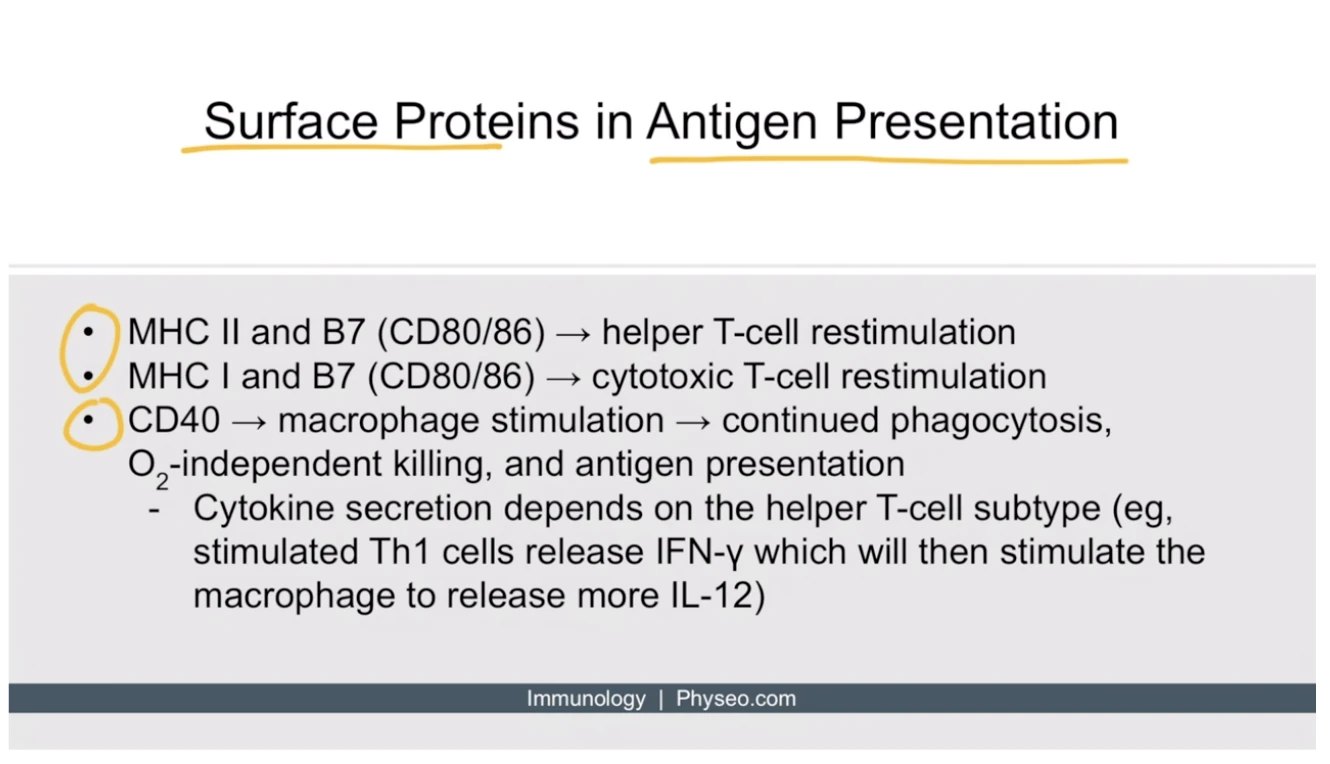 Surface Proteins in Antigen Presentation
• MHC II and B7 (CD80/86) → helper T-cell restimulation
• MHC I and B7 (CD80/86) → cytotoxic T-cell restimulation
• CD40 → macrophage stimulation → continued phagocytosis,
O₂-independent killing, and antigen presentation
- Cytokine secretion depends on the helper T-cell subtype (eg,
stimulated Th1 cells release IFN-γ which will then stimulate the
macrophage to release more IL-12)
Immunology | Physeo.com